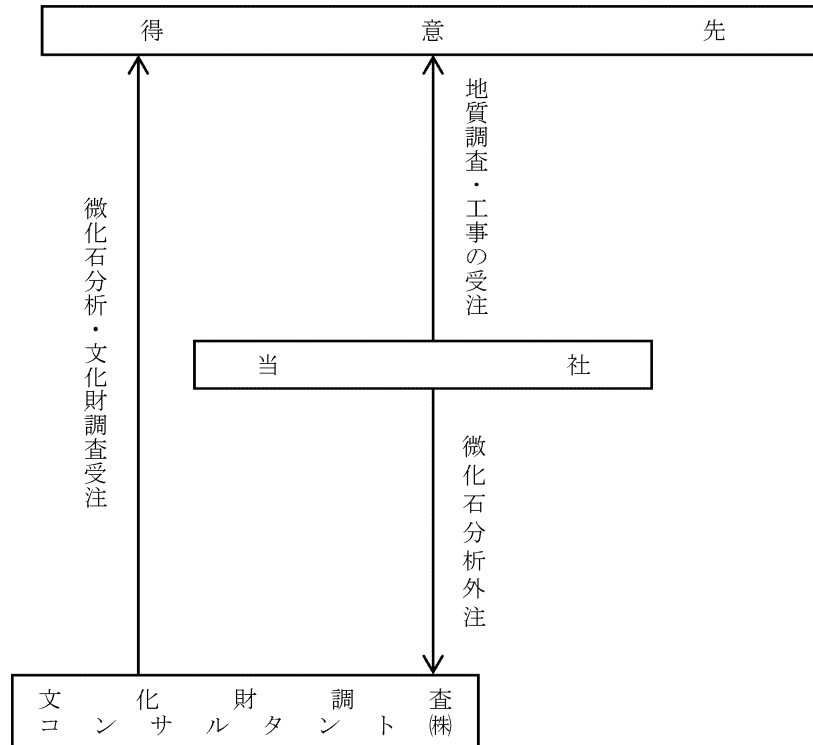 得意先
地質調査・工事の受注
微化石分析・文化財調査受注
当社
微化石分析外注
文化財調査
コンサルタント㈱